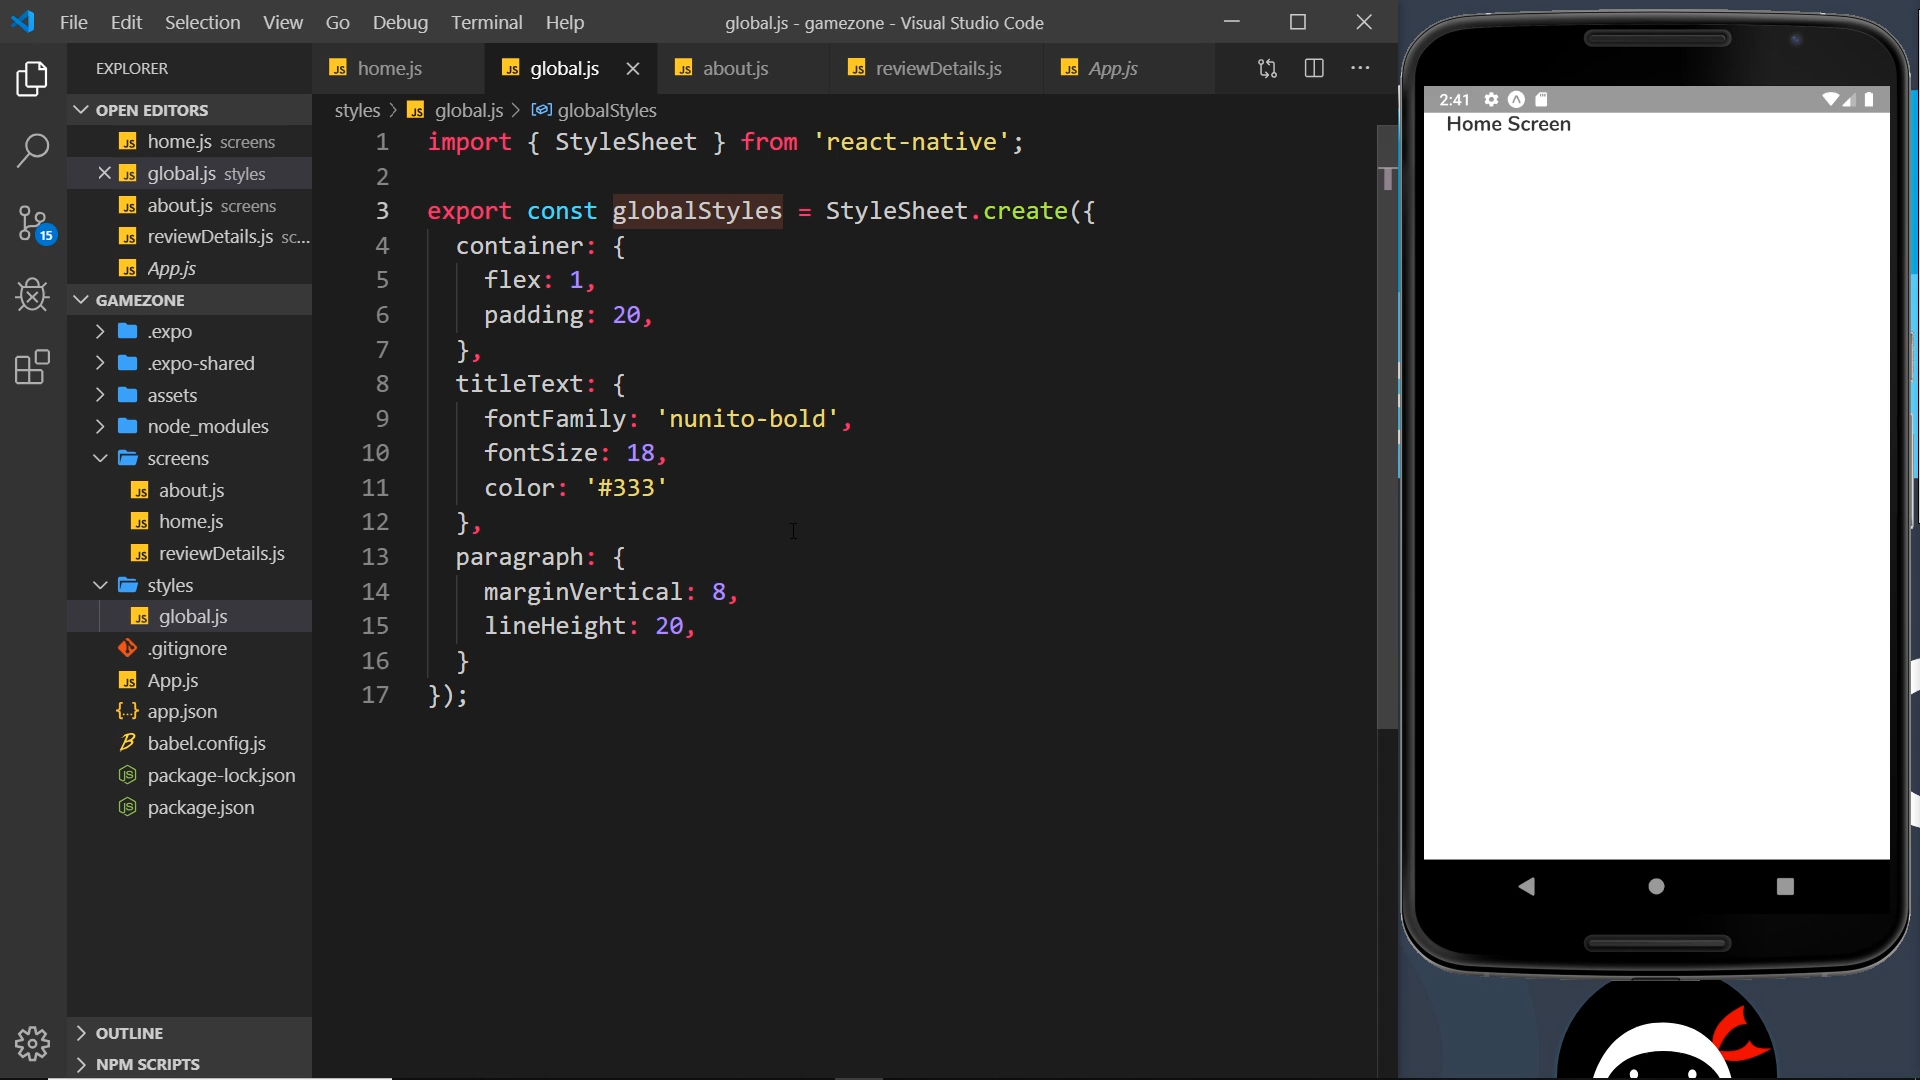 File Edit Selection View Go Debug Terminal Help
global.js - gamezone - Visual Studio Code
EXPLORER
OPEN EDITORS
home.js screens
global.js styles
about.js screens
reviewDetails.js sc...
App.js
GAMEZONE
.expo
.expo-shared
assets
node_modules
screens
about.js
home.js
reviewDetails.js
styles
global.js
.gitignore
App.js
app.json
babel.config.js
package-lock.json
package.json
OUTLINE
NPM SCRIPTS
15
home.js global.js about.js reviewDetails.js App.js
styles > global.js > globalStyles
1 import { StyleSheet } from 'react-native';
2
3 export const globalStyles = StyleSheet.create({
4 container: {
5 flex: 1,
6 padding: 20,
7 },
8 titleText: {
9 fontFamily: 'nunito-bold',
10 fontSize: 18,
11 color: '#333'
12 },
13 paragraph: {
14 marginVertical: 8,
15 lineHeight: 20,
16 }
17 });
2:41
Home Screen